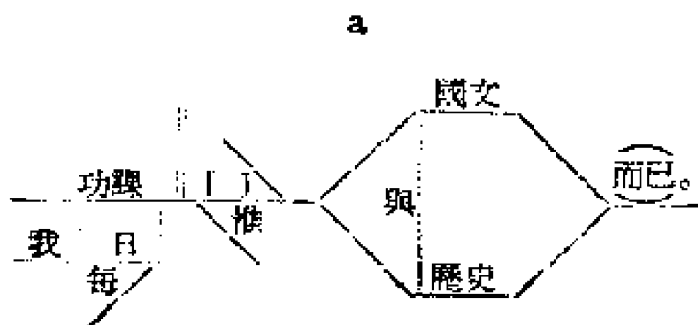 a
國文
功課 [ ] 而已。
惟 與
我 日
每 歷史